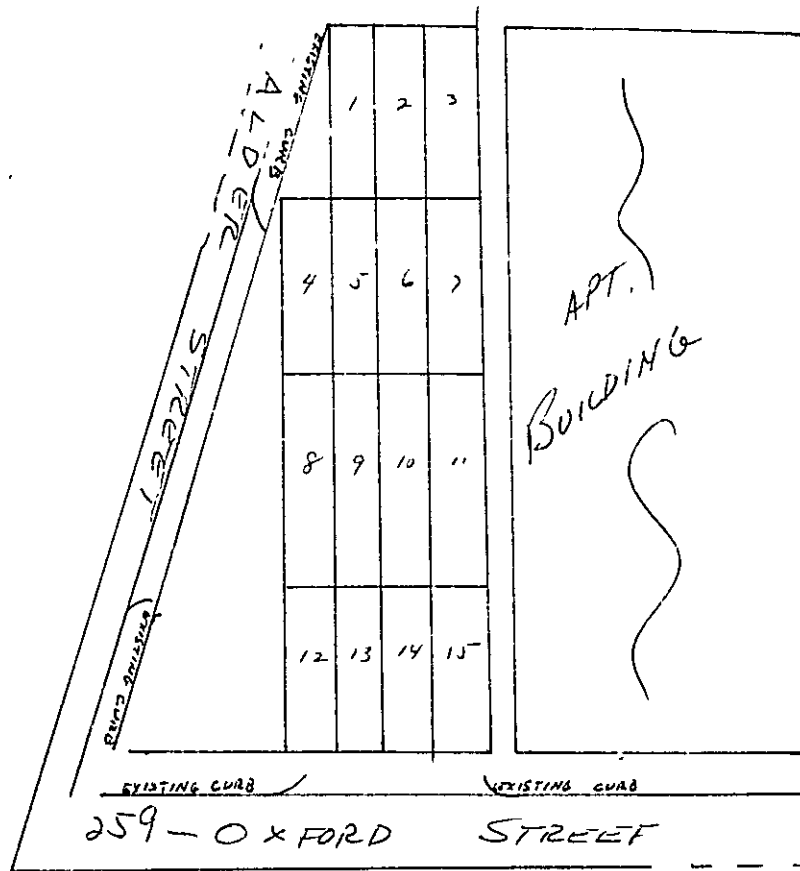 EXISTING CURB
ALDER STREET
1 2 3
4 5 6 7
APT.
BUILDING
8 9 10 11
12 13 14 15
EXISTING CURB
EXISTING CURB
EXISTING CURB
259 - OXFORD STREET